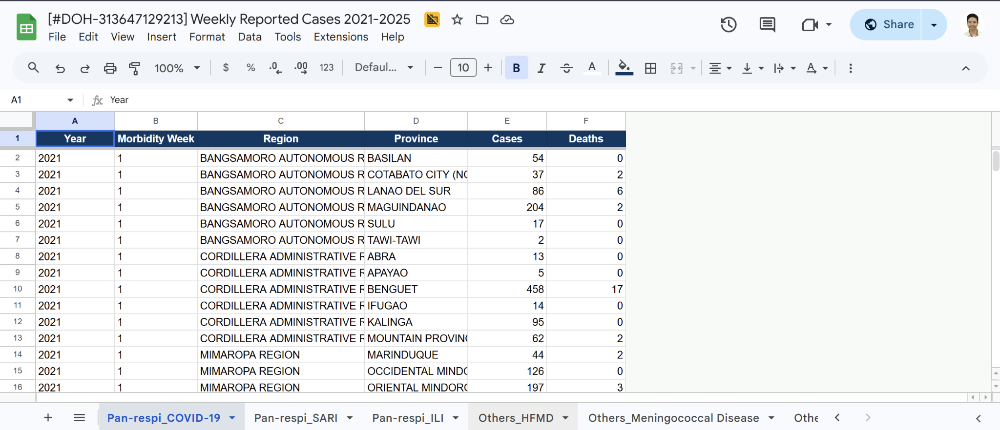 [#DOH-313647129213] Weekly Reported Cases 2021-2025
File Edit View Insert Format Data Tools Extensions Help
Share
100% $ % .0 .00 123 Defaul... 10 B I S A A
A1 fx Year
A B C D E F
1 Year Morbidity Week Region Province Cases Deaths
2 2021 1 BANGSAMORO AUTONOMOUS R BASILAN 54 0
3 2021 1 BANGSAMORO AUTONOMOUS R COTABATO CITY (NO 37 2
4 2021 1 BANGSAMORO AUTONOMOUS R LANAO DEL SUR 86 6
5 2021 1 BANGSAMORO AUTONOMOUS R MAGUINDANAO 204 2
6 2021 1 BANGSAMORO AUTONOMOUS R SULU 17 0
7 2021 1 BANGSAMORO AUTONOMOUS R TAWI-TAWI 2 0
8 2021 1 CORDILLERA ADMINISTRATIVE R ABRA 13 0
9 2021 1 CORDILLERA ADMINISTRATIVE R APAYAO 5 0
10 2021 1 CORDILLERA ADMINISTRATIVE R BENGUET 458 17
11 2021 1 CORDILLERA ADMINISTRATIVE R IFUGAO 14 0
12 2021 1 CORDILLERA ADMINISTRATIVE R KALINGA 95 0
13 2021 1 CORDILLERA ADMINISTRATIVE R MOUNTAIN PROVINC 62 2
14 2021 1 MIMAROPA REGION MARINDUQUE 44 2
15 2021 1 MIMAROPA REGION OCCIDENTAL MINDO 126 0
16 2021 1 MIMAROPA REGION ORIENTAL MINDORO 197 3
Pan-respi_COVID-19 Pan-respi_SARI Pan-respi_ILI Others_HFMD Others_Meningococcal Disease Othe